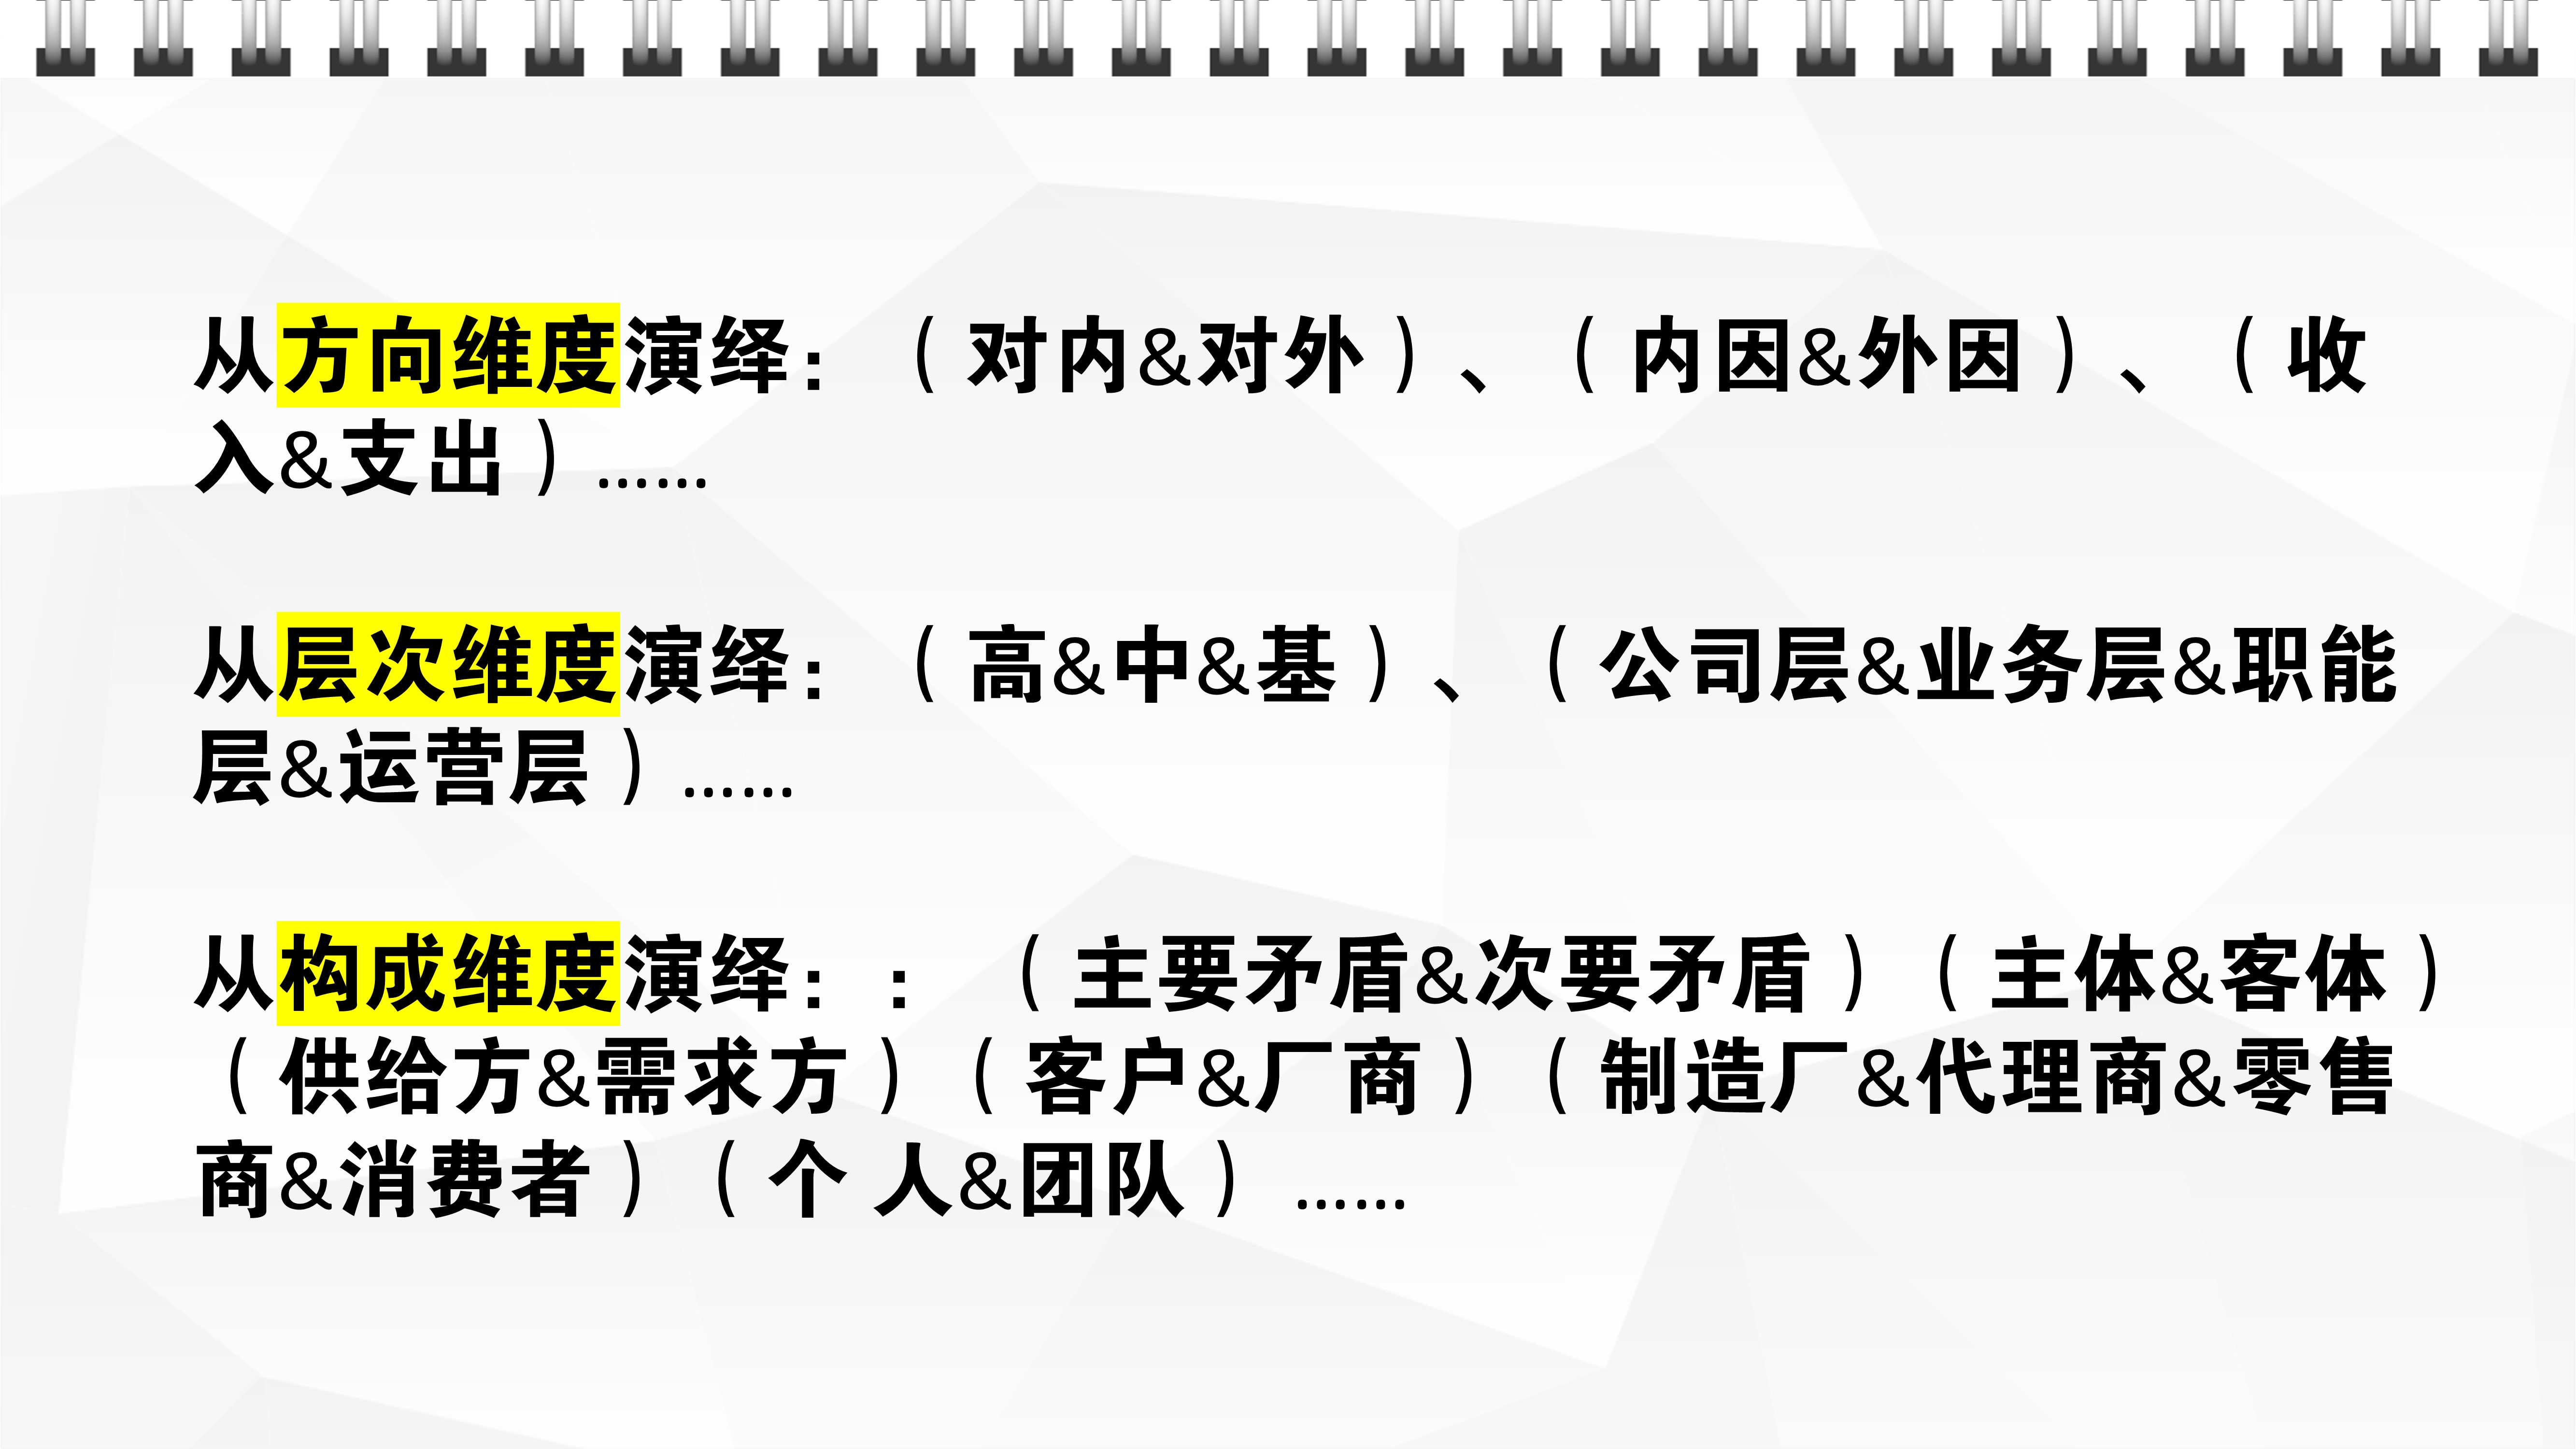 从方向维度演绎：（对内&对外）、（内因&外因）、（收
入&支出）……
从层次维度演绎：（高&中&基）、（公司层&业务层&职能
层&运营层）……
从构成维度演绎：：（主要矛盾&次要矛盾）（主体&客体）
（供给方&需求方）（客户&厂商）（制造厂&代理商&零售
商&消费者）（个 人&团队）……